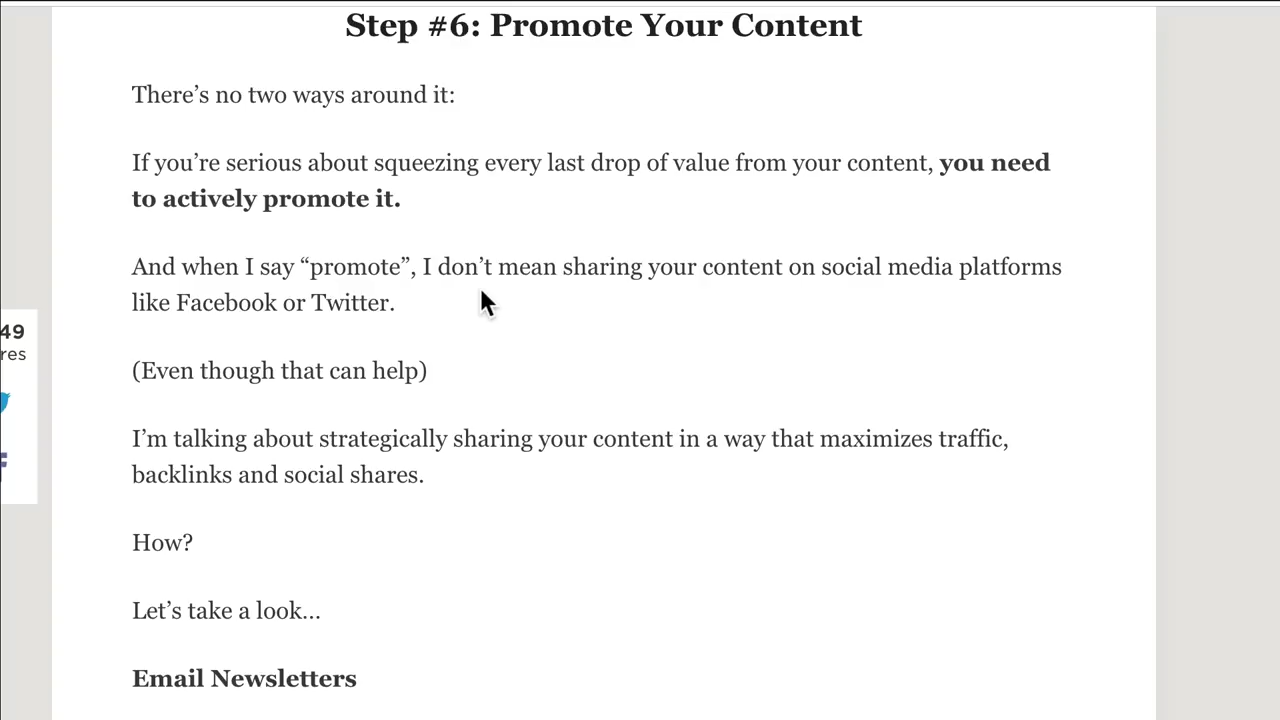 Step #6: Promote Your Content
There’s no two ways around it:
If you’re serious about squeezing every last drop of value from your content, you need
to actively promote it.
And when I say “promote”, I don’t mean sharing your content on social media platforms
like Facebook or Twitter.
49
res
(Even though that can help)
I’m talking about strategically sharing your content in a way that maximizes traffic,
backlinks and social shares.
How?
Let’s take a look…
Email Newsletters